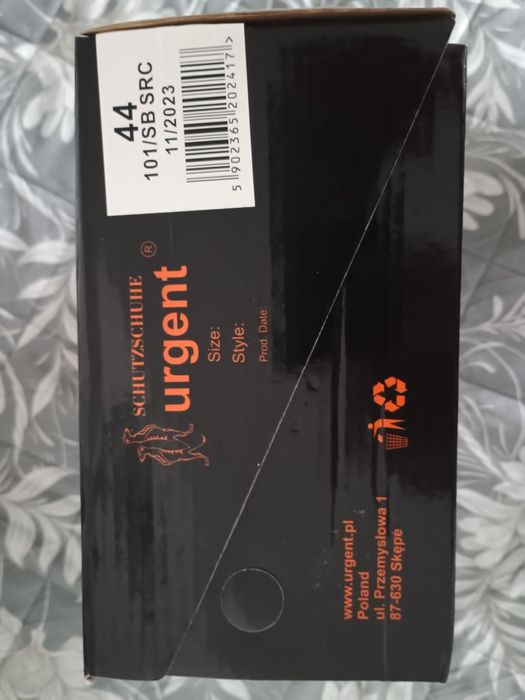 SCHUTZSCHUHE
urgent ®
Size:
Style:
Prod. Date:
44
101/SB SRC
11/2023
5 902365 202417 >
www.urgent.pl
Poland
ul. Przemysłowa 1
87-630 Skępe